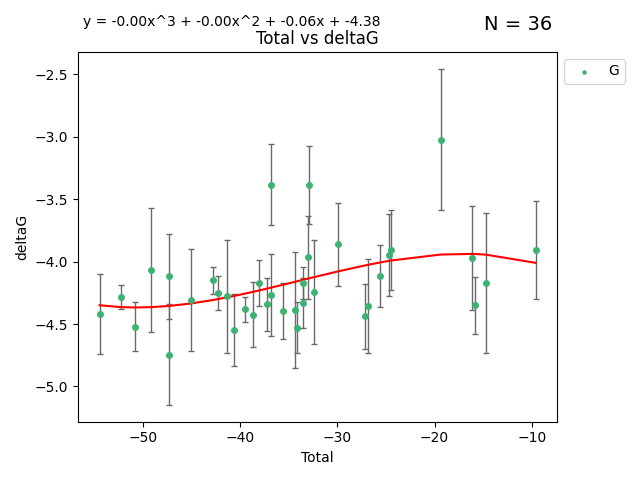 y = -0.00x^3 + -0.00x^2 + -0.06x + -4.38
N = 36
Total vs deltaG
G
−2.5
−3.0
−3.5
−4.0
−4.5
−5.0
deltaG
−50
−40
−30
−20
−10
Total